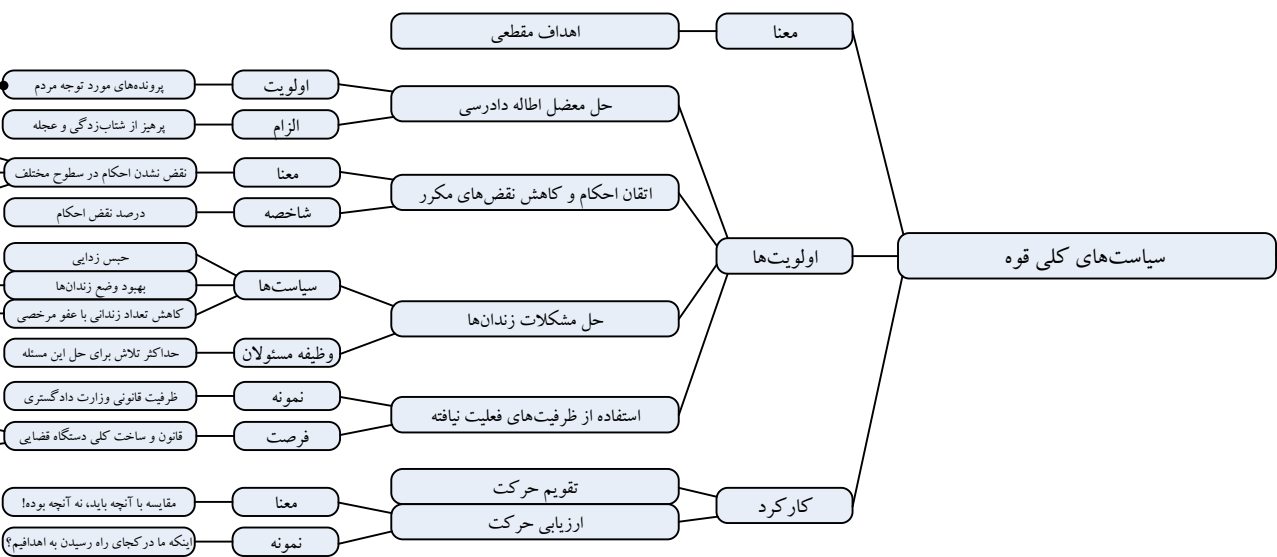 سیاست‌های کلی قوه
معنا
اهداف مقطعی
اولویت‌ها
حل معضل اطاله دادرسی
اولویت
پرونده‌های مورد توجه مردم
الزام
پرهیز از شتاب‌زدگی و عجله
اتقان احکام و کاهش نقض‌های مکرر
معنا
نقض نشدن احکام در سطوح مختلف
شاخصه
درصد نقض احکام
حل مشکلات زندان‌ها
سیاست‌ها
حبس زدایی
بهبود وضع زندان‌ها
کاهش تعداد زندانی با عفو مرخصی
وظیفه مسئولان
حداکثر تلاش برای حل این مسئله
استفاده از ظرفیت‌های فعلیت نیافته
نمونه
ظرفیت قانونی وزارت دادگستری
فرصت
قانون و ساخت کلی دستگاه قضایی
کارکرد
تقویم حرکت
ارزیابی حرکت
معنا
مقایسه با آنچه باید، نه آنچه بوده!
نمونه
اینکه ما در کجای راه رسیدن به اهدافیم؟